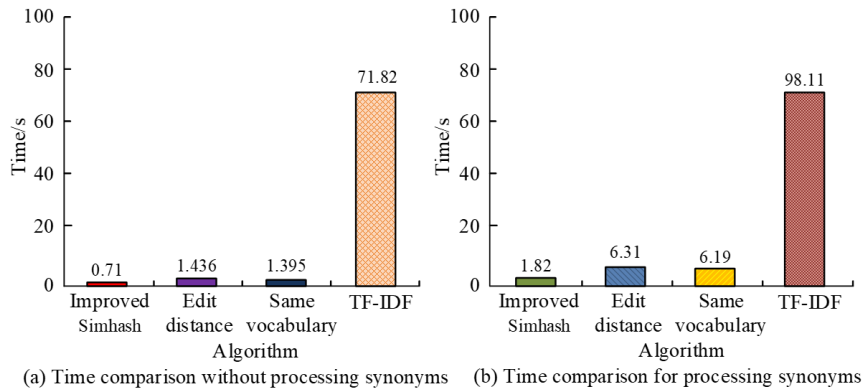 100
80
60
40
20
0
Time/s
0.71
1.436
1.395
71.82
Improved
Simhash
Edit
distance
Same
vocabulary
TF-IDF
Algorithm
(a) Time comparison without processing synonyms
100
80
60
40
20
0
Time/s
1.82
6.31
6.19
98.11
Improved
Simhash
Edit
distance
Same
vocabulary
TF-IDF
Algorithm
(b) Time comparison for processing synonyms